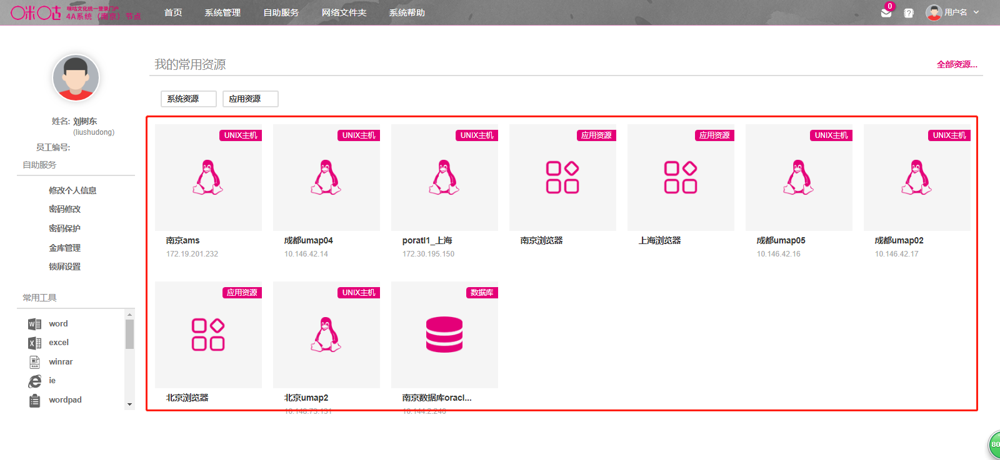 咪咕
咪咕文化统一登录门户
4A系统（南京）节点
首页
系统管理
自助服务
网络文件夹
系统帮助
0
用户名
姓名: 刘树东
(liushudong)
员工编号:
自助服务
修改个人信息
密码修改
密码保护
金库管理
锁屏设置
常用工具
word
excel
winrar
ie
wordpad
我的常用资源
全部资源...
系统资源
应用资源
UNIX主机
南京ams
172.19.201.232
UNIX主机
成都umap04
10.146.42.14
UNIX主机
poratl1_上海
172.30.195.150
应用资源
南京浏览器
应用资源
上海浏览器
UNIX主机
成都umap05
10.146.42.16
UNIX主机
成都umap02
10.146.42.17
应用资源
北京浏览器
UNIX主机
北京umap2
数据库
南京数据库oracl...
80